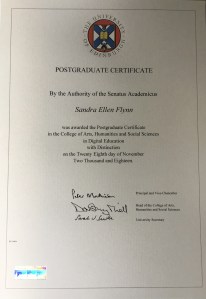 POSTGRADUATE CERTIFICATE
By the Authority of the Senatus Academicus
Sandra Ellen Flynn
was awarded the Postgraduate Certificate
in the College of Arts, Humanities and Social Sciences
in Digital Education
with Distinction
on the Twenty Eighth day of November
Two Thousand and Eighteen
Principal and Vice-Chancellor
Head of the College of Arts,
Humanities and Social Sciences
University Secretary